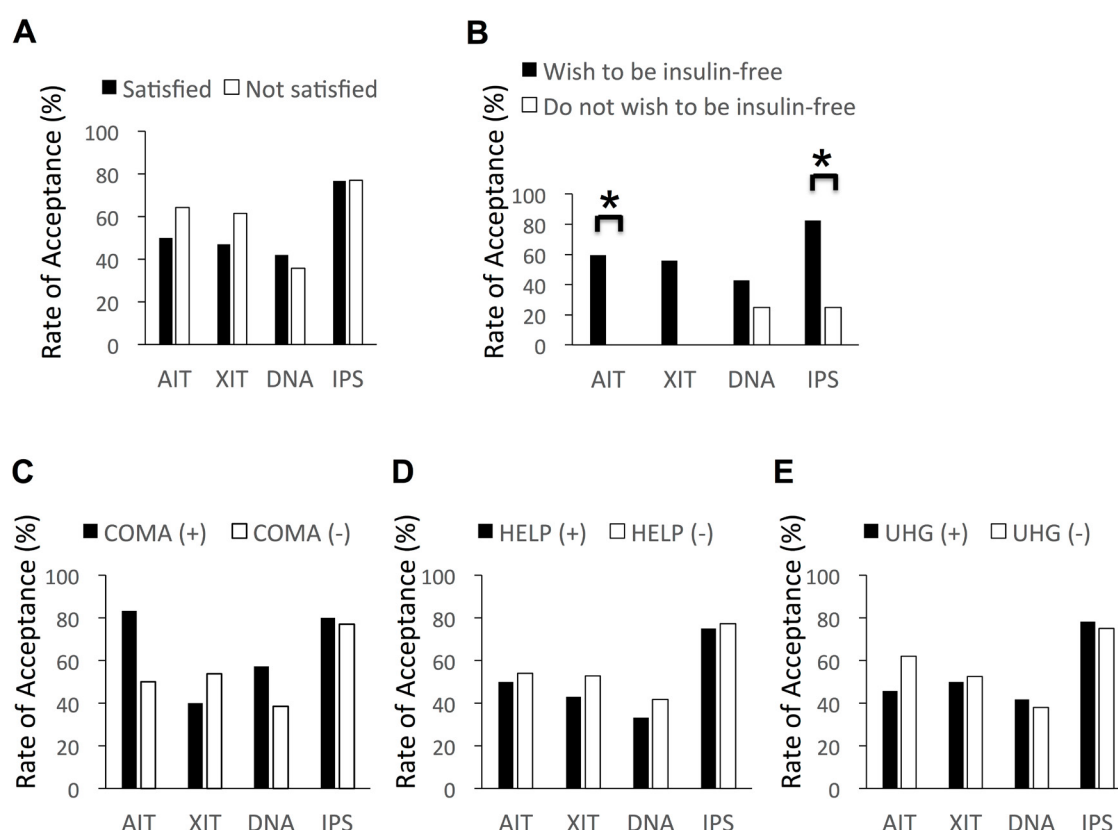 A
Satisfied Not satisfied
Rate of Acceptance (%)
100
80
60
40
20
0
AIT XIT DNA IPS
B
Wish to be insulin-free
Do not wish to be insulin-free
Rate of Acceptance (%)
100
80
60
40
20
0
* *
AIT XIT DNA IPS
C
COMA (+) COMA (-)
Rate of Acceptance (%)
100
80
60
40
20
0
AIT XIT DNA IPS
D
HELP (+) HELP (-)
Rate of Acceptance (%)
100
80
60
40
20
0
AIT XIT DNA IPS
E
UHG (+) UHG (-)
Rate of Acceptance (%)
100
80
60
40
20
0
AIT XIT DNA IPS